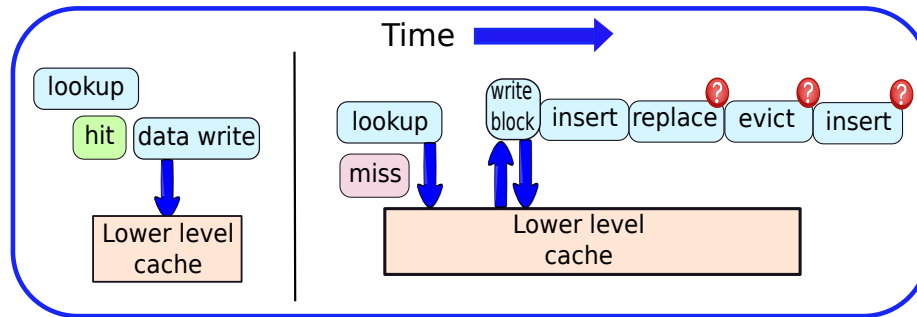 Time
lookup
hit
data write
Lower level
cache
lookup
miss
write
block
insert
replace
?
evict
?
insert
?
Lower level
cache